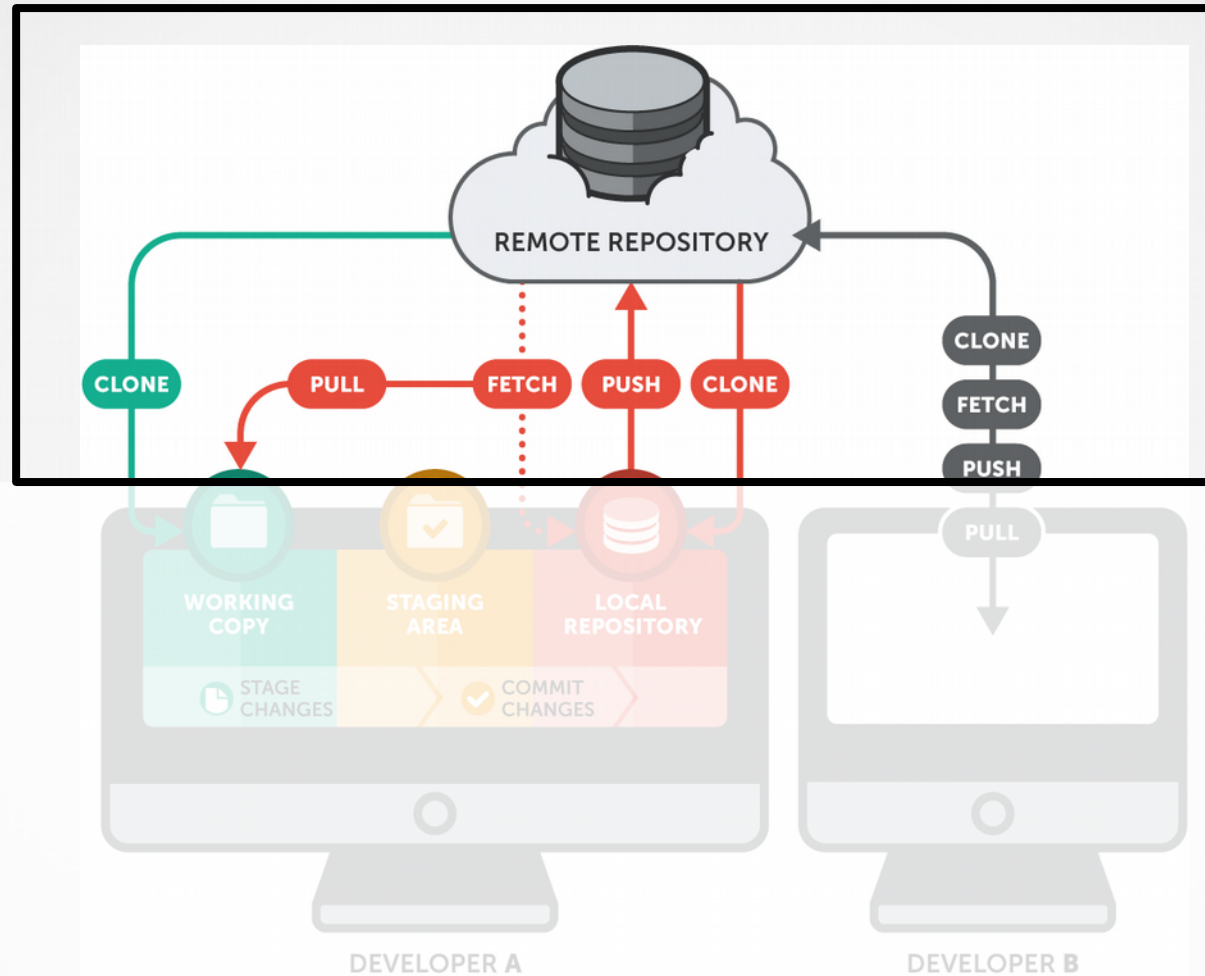 REMOTE REPOSITORY
CLONE
PULL
FETCH
PUSH
CLONE
CLONE
FETCH
PUSH
PULL
WORKING
COPY
STAGING
AREA
LOCAL
REPOSITORY
STAGE
CHANGES
COMMIT
CHANGES
DEVELOPER A
DEVELOPER B